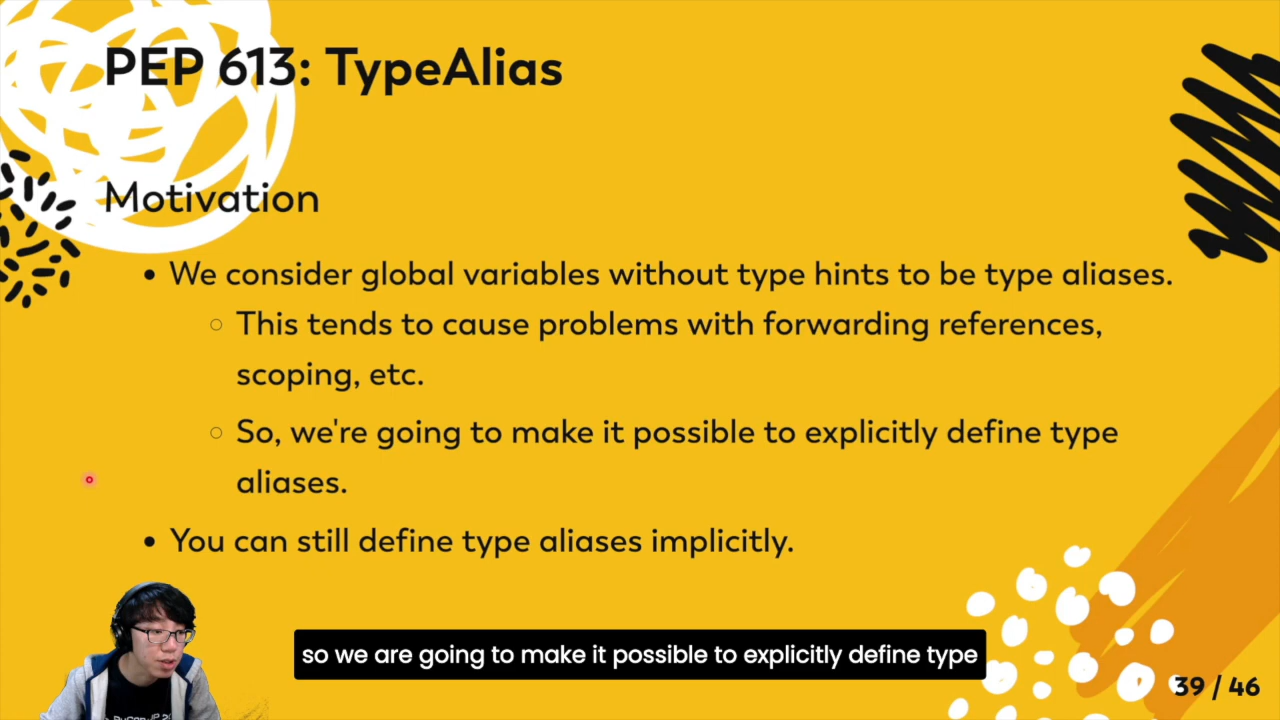 PEP 613: TypeAlias
Motivation
• We consider global variables without type hints to be type aliases.
○ This tends to cause problems with forwarding references,
scoping, etc.
○ So, we're going to make it possible to explicitly define type
aliases.
• You can still define type aliases implicitly.
so we are going to make it possible to explicitly define type
39 / 46